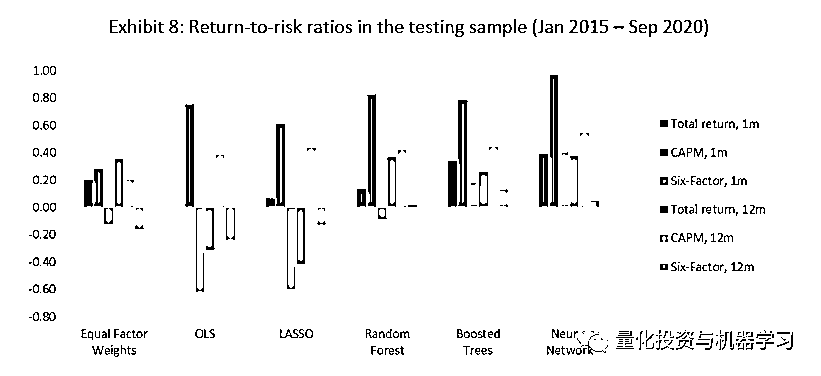 Exhibit 8: Return-to-risk ratios in the testing sample (Jan 2015 – Sep 2020)
1.00
0.80
0.60
0.40
0.20
0.00
-0.20
-0.40
-0.60
-0.80
Total return, 1m
CAPM, 1m
Six-Factor, 1m
Total return, 12m
CAPM, 12m
Six-Factor, 12m
Equal Factor
Weights
OLS
LASSO
Random
Forest
Boosted
Trees
Neur
Network
量化投资与机器学习